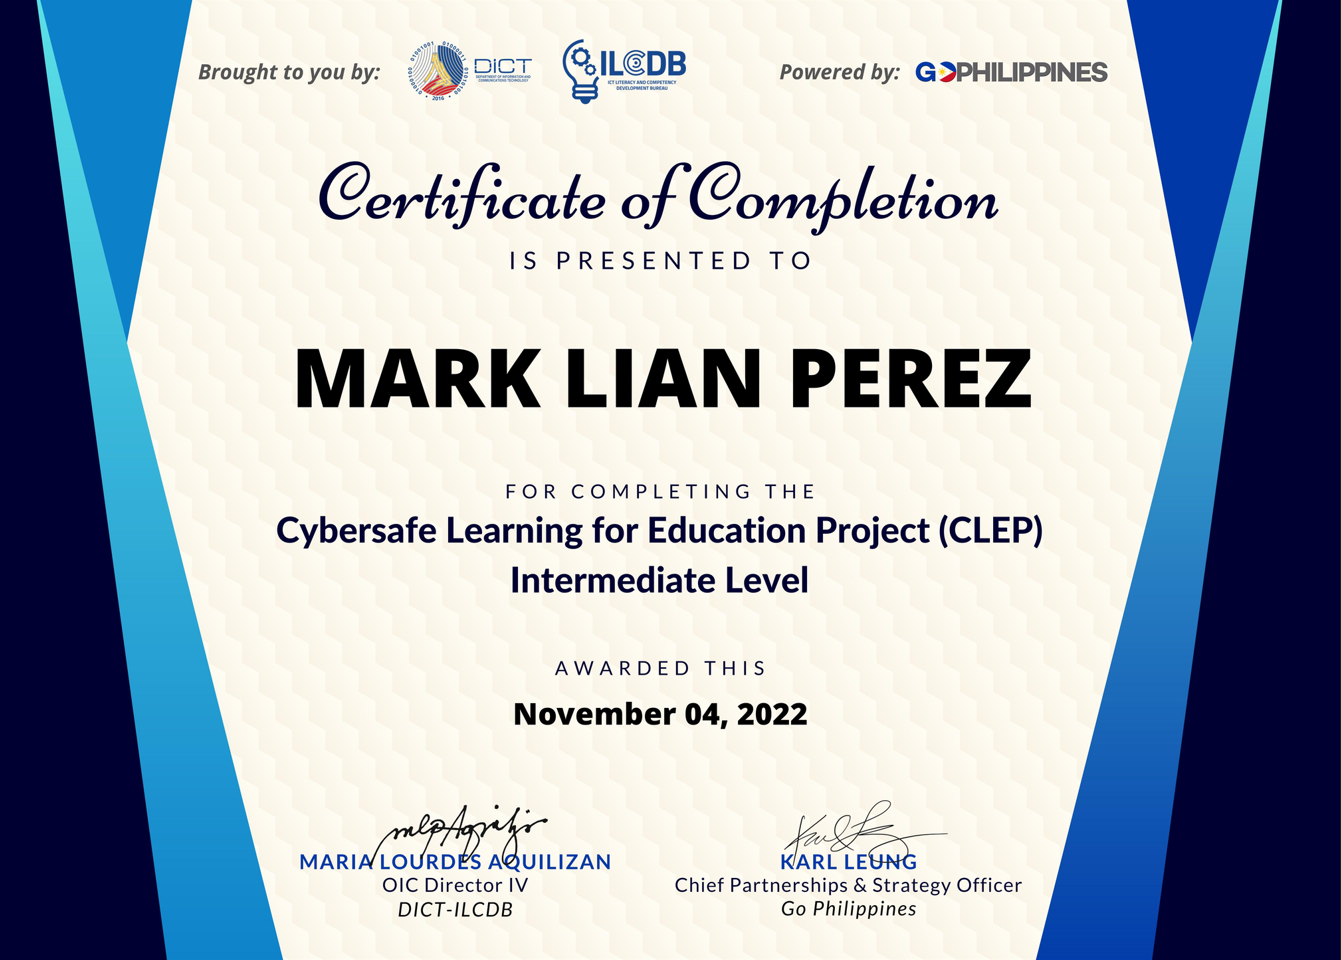 Brought to you by:
DICT
DEPARTMENT OF INFORMATION AND
COMMUNICATIONS TECHNOLOGY
2016
ILCDB
ICT LITERACY AND COMPETENCY
DEVELOPMENT BUREAU
Powered by:
GOPHILIPPINES
Certificate of Completion
IS PRESENTED TO
MARK LIAN PEREZ
FOR COMPLETING THE
Cybersafe Learning for Education Project (CLEP)
Intermediate Level
AWARDED THIS
November 04, 2022
MARIA LOURDES AQUILIZAN
OIC Director IV
DICT-ILCDB
KARL LEUNG
Chief Partnerships & Strategy Officer
Go Philippines